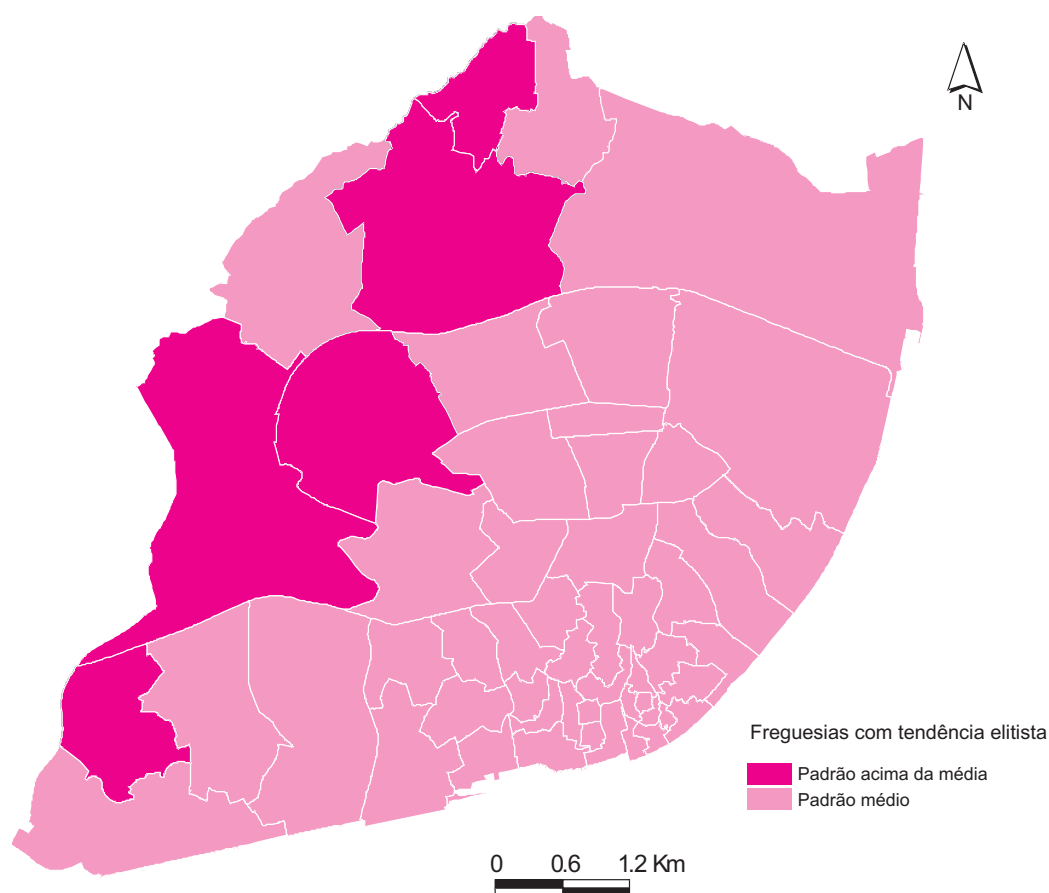 N
Freguesias com tendência elitista
Padrão acima da média
Padrão médio
0 0.6 1.2 Km